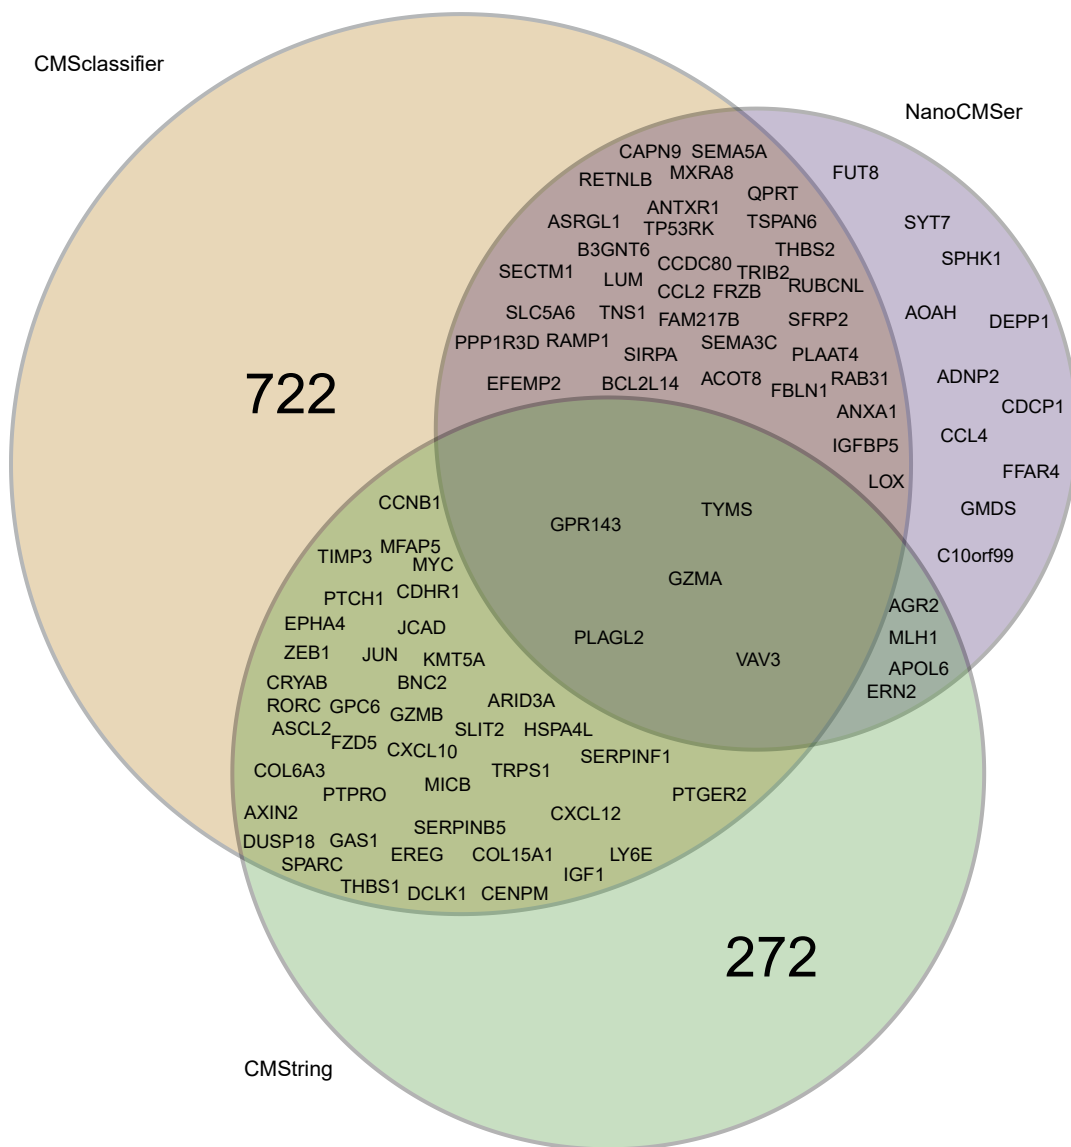 CMSclassifier
NanoCMSer
CAPN9 SEMA5A
RETNLB MXRA8
FUT8
QPRT
ANTXR1
ASRGL1 TP53RK TSPAN6
SYT7
B3GNT6 THBS2
SPHK1
SECTM1 LUM CCDC80 TRIB2
RUBCNL
CCL2 FRZB
SLC5A6 TNS1 FAM217B SFRP2
AOAH DEPP1
PPP1R3D RAMP1 SEMA3C
SIRPA PLAAT4
EFEMP2 BCL2L14 ACOT8 FBLN1 RAB31
ADNP2
722
ANXA1 CDCP1
IGFBP5 CCL4
LOX FFAR4
CCNB1
GPR143 TYMS GMDS
TIMP3 MFAP5
MYC
C10orf99
PTCH1 CDHR1 GZMA
AGR2
EPHA4 JCAD
PLAGL2 MLH1
ZEB1 JUN KMT5A VAV3
APOL6
CRYAB BNC2
ERN2
RORC GPC6 GZMB ARID3A
ASCL2 SLIT2 HSPA4L
FZD5 CXCL10 SERPINF1
COL6A3 MICB TRPS1
PTPRO PTGER2
AXIN2 SERPINB5 CXCL12
DUSP18 GAS1
SPARC EREG COL15A1 LY6E
THBS1 DCLK1 CENPM IGF1
272
CMString